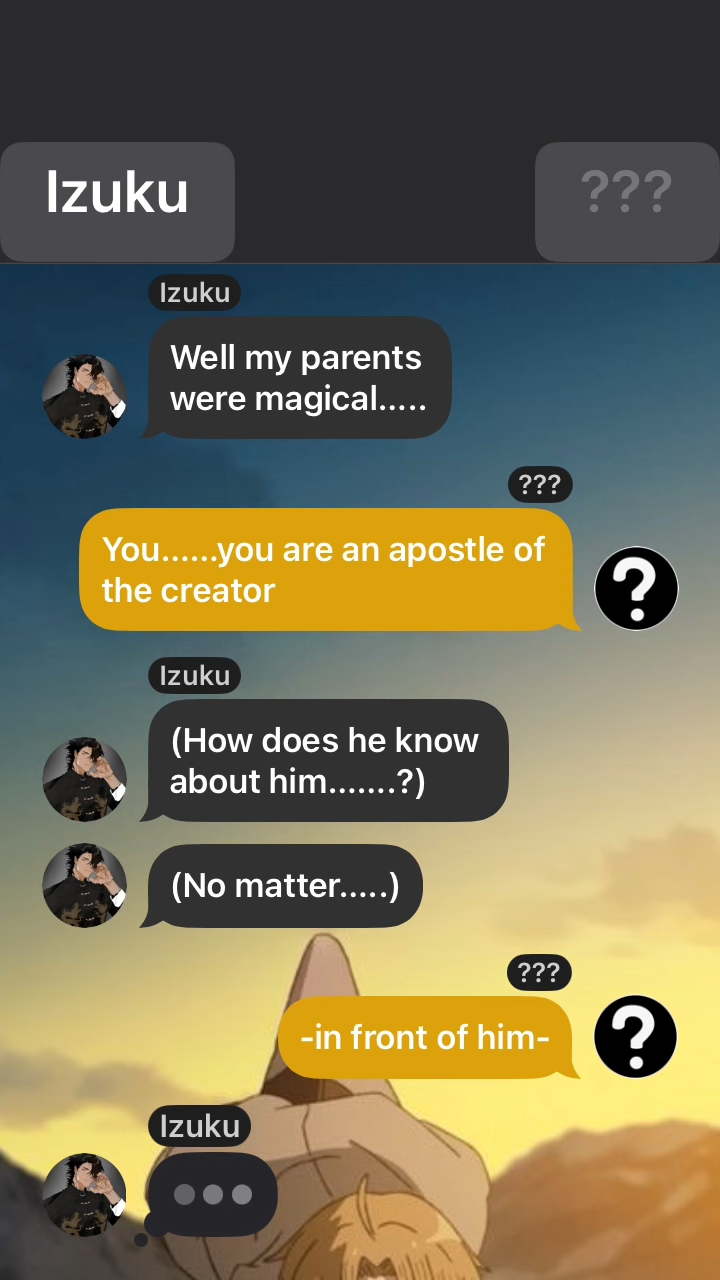 Izuku
???
Izuku
Well my parents
were magical.....
???
You......you are an apostle of
the creator
?
Izuku
(How does he know
about him.......?)
(No matter.....)
???
-in front of him-
?
Izuku